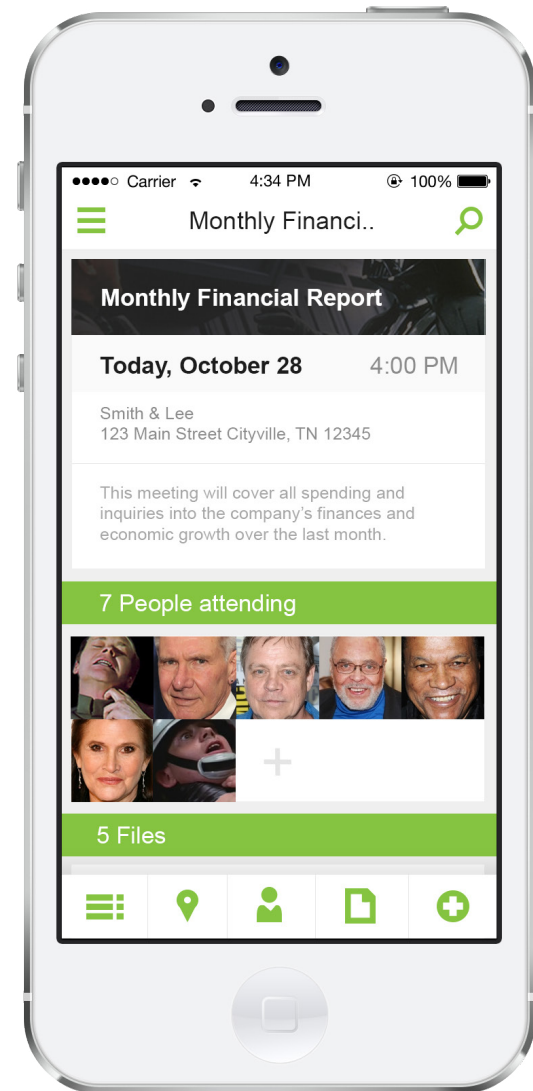 Carrier 4:34 PM 100%
Monthly Financi..
Monthly Financial Report
Today, October 28 4:00 PM
Smith & Lee
123 Main Street Cityville, TN 12345
This meeting will cover all spending and
inquiries into the company's finances and
economic growth over the last month.
7 People attending
5 Files